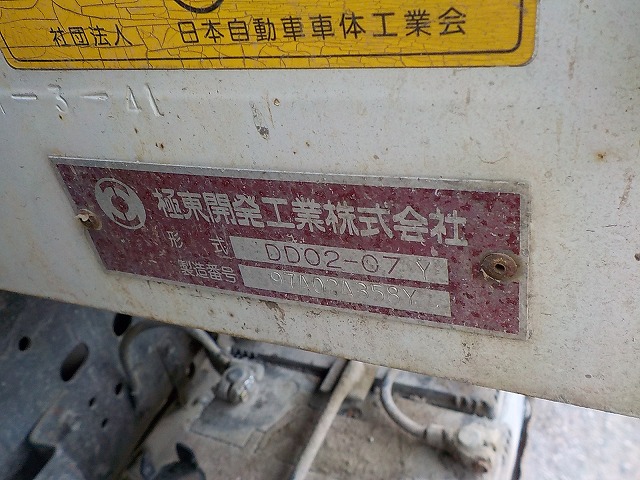 社団法人 日本自動車車体工業会
極東開発工業株式会社
形式 DD02-07 Y
製造番号